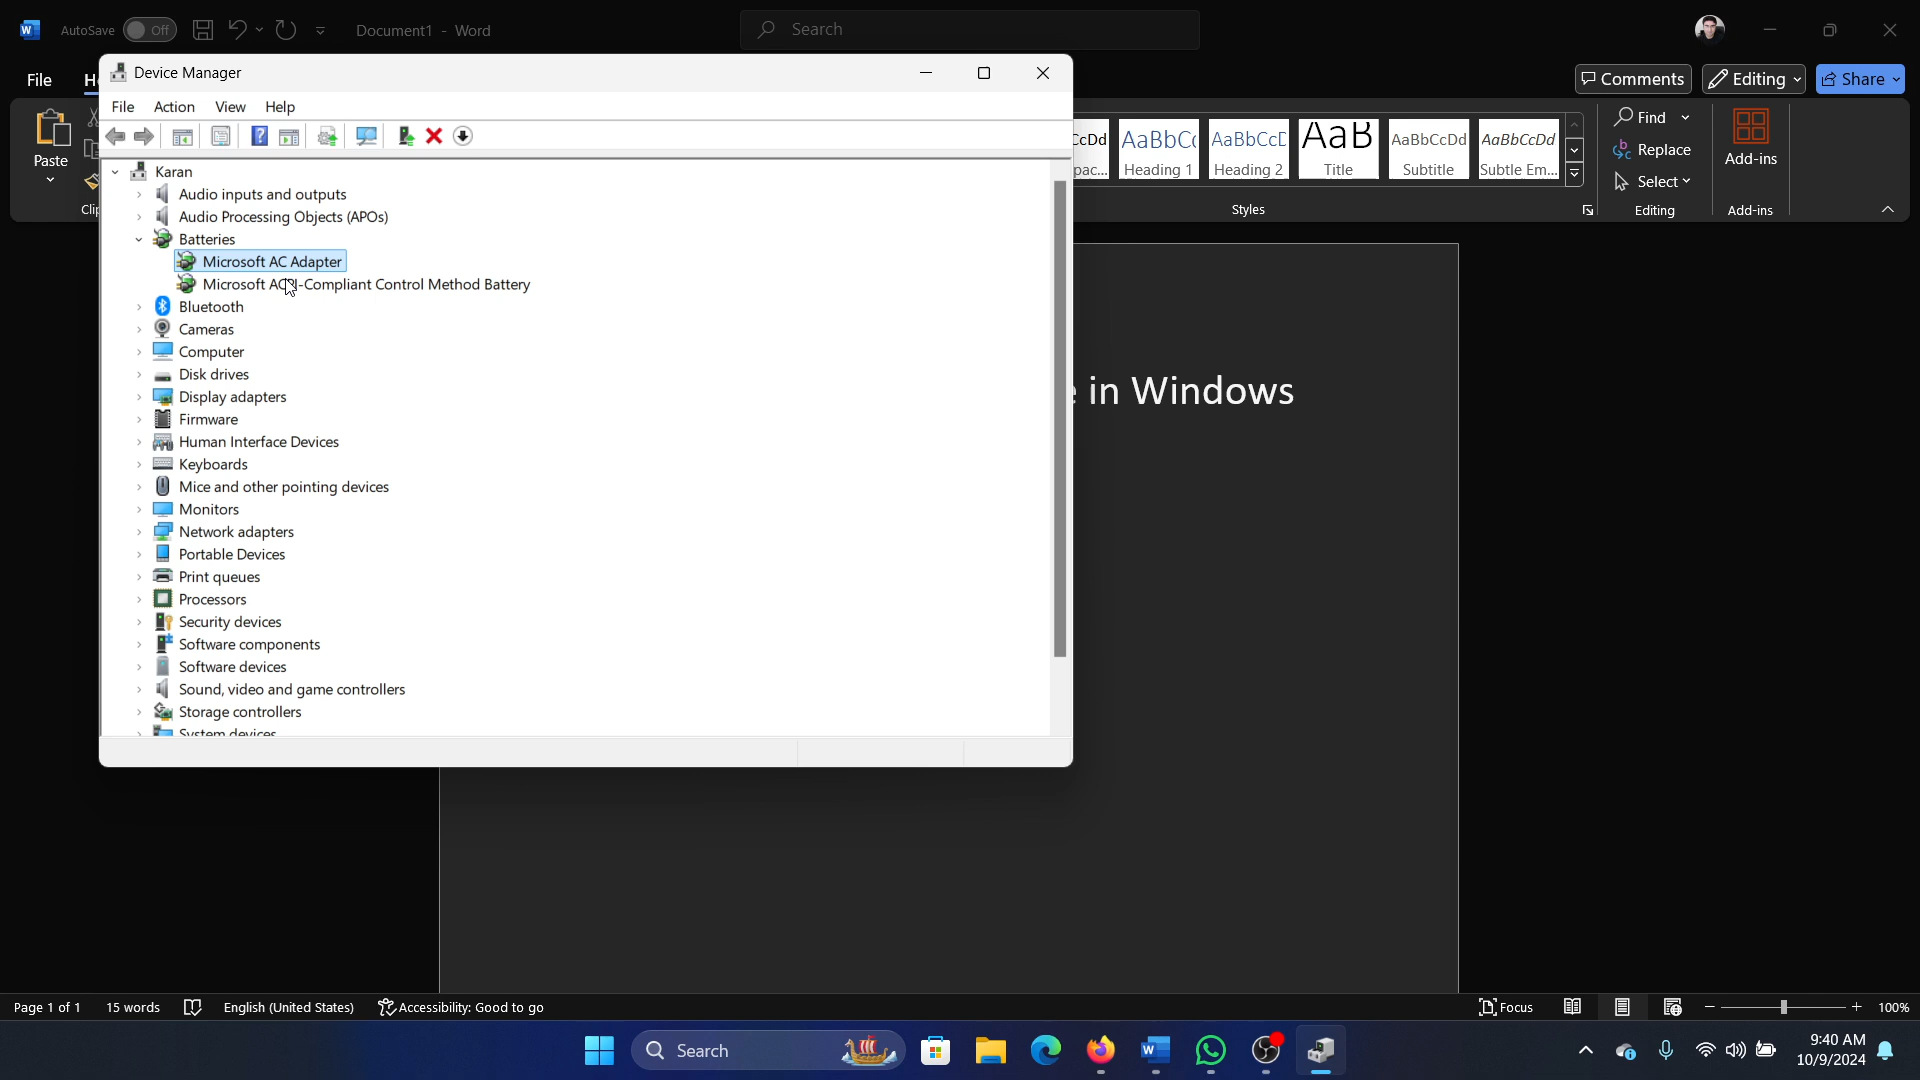 AutoSave Off Document1 - Word Search
File
Comments Editing Share
Device Manager
File Action View Help
Karan
Audio inputs and outputs
Audio Processing Objects (APOs)
Batteries
Microsoft AC Adapter
Microsoft ACPI-Compliant Control Method Battery
Bluetooth
Cameras
Computer
Disk drives
Display adapters
Firmware
Human Interface Devices
Keyboards
Mice and other pointing devices
Monitors
Network adapters
Portable Devices
Print queues
Processors
Security devices
Software components
Software devices
Sound, video and game controllers
Storage controllers
System devices
Paste
AaBbCc AaBbCcD AaB AaBbCcDd AaBbCcDd
Heading 1 Heading 2 Title Subtitle Subtle Em...
Styles
Find
Replace
Select
Editing
Add-ins
Add-ins
in Windows
Page 1 of 1 15 words English (United States) Accessibility: Good to go Focus 100%
Search
9:40 AM
10/9/2024